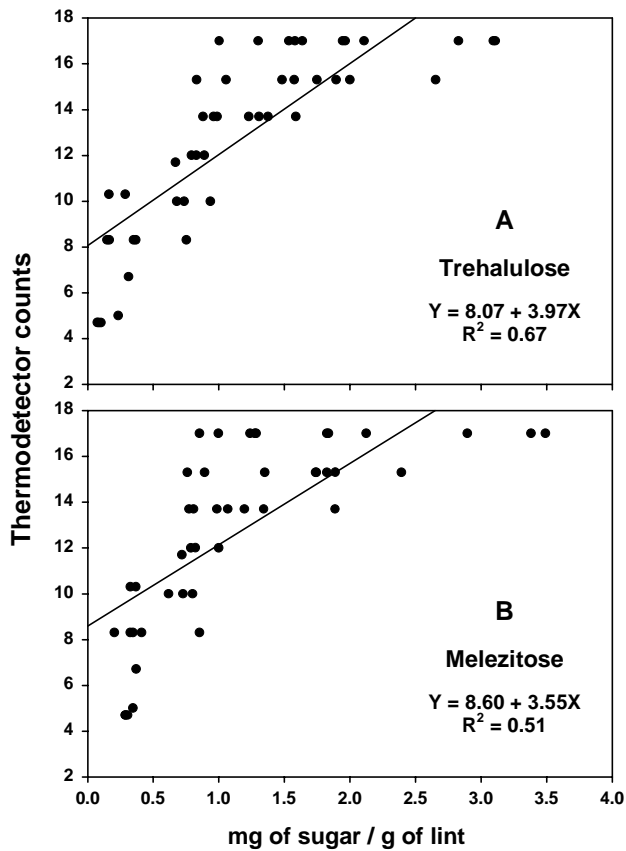 Thermodetector counts
18
16
14
12
10
8
6
4
2
A
Trehalulose
Y = 8.07 + 3.97X
R² = 0.67
18
16
14
12
10
8
6
4
2
B
Melezitose
Y = 8.60 + 3.55X
R² = 0.51
0.0 0.5 1.0 1.5 2.0 2.5 3.0 3.5 4.0
mg of sugar / g of lint